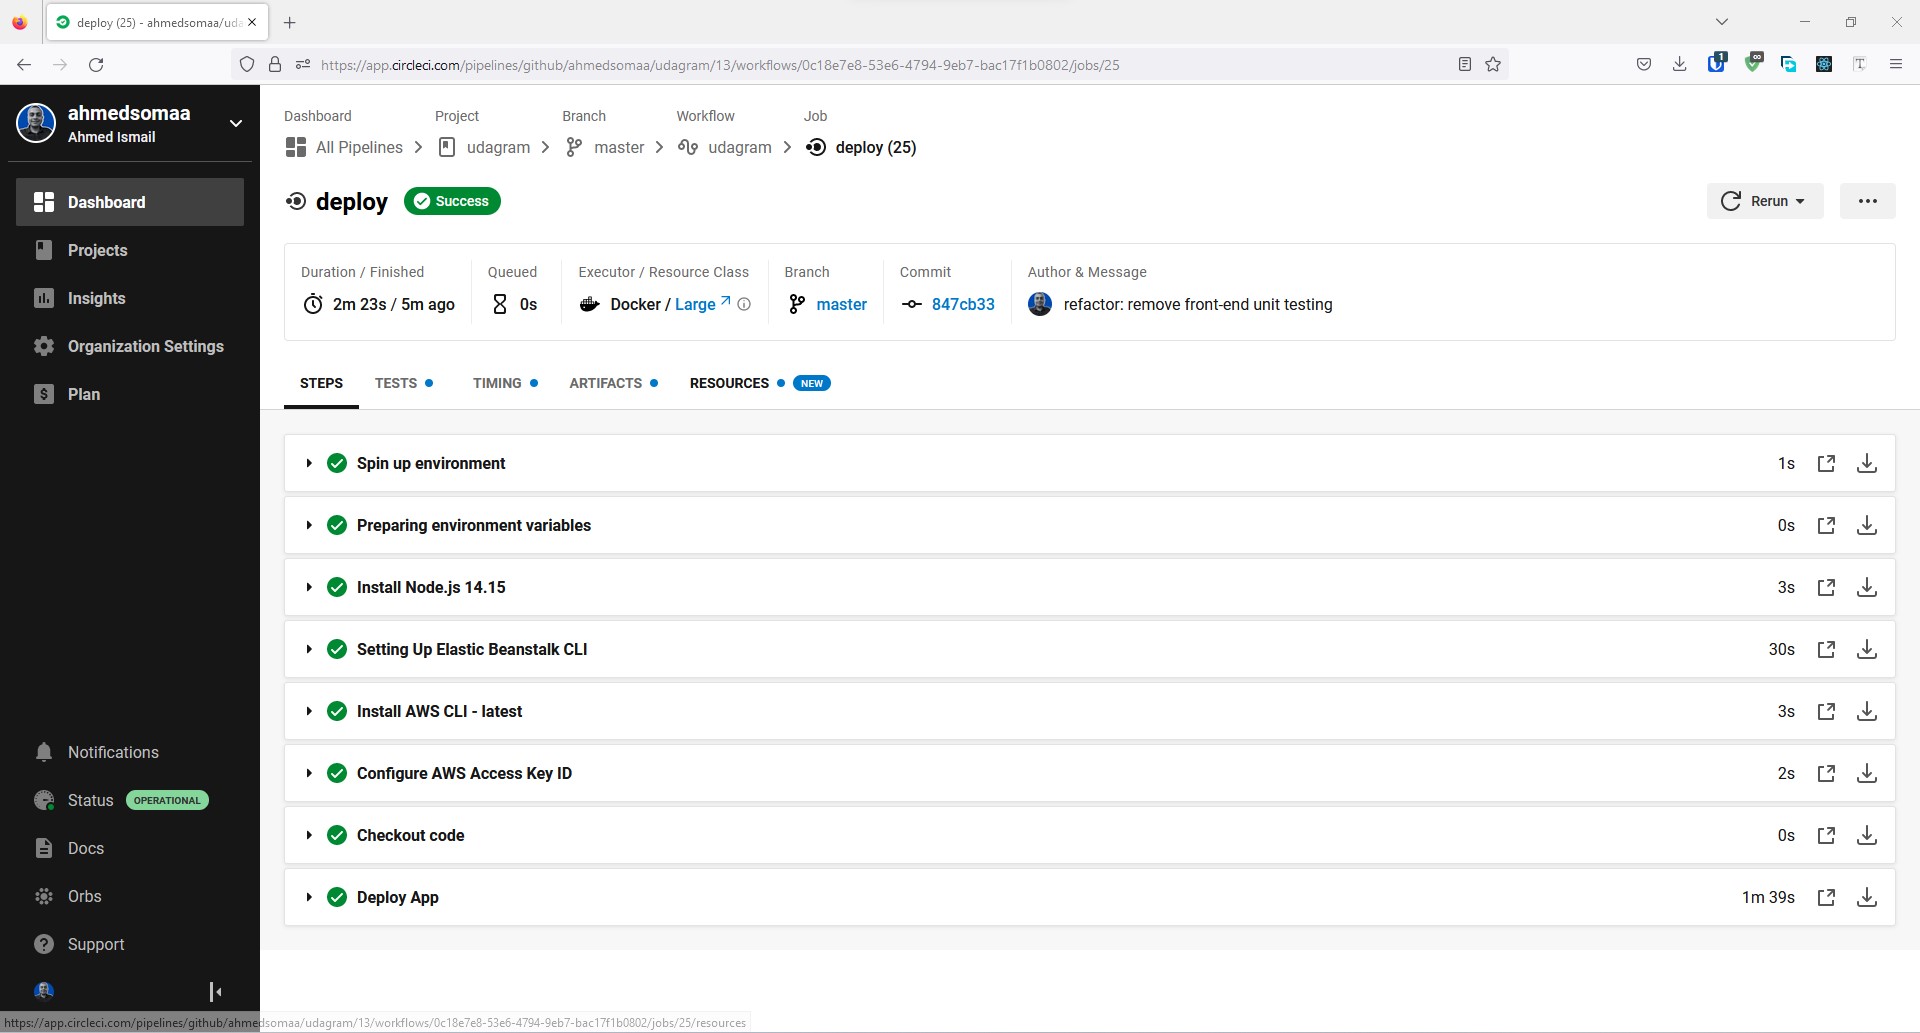 deploy (25) - ahmedsomaa/uda
https://app.circleci.com/pipelines/github/ahmedsomaa/udagram/13/workflows/0c18e7e8-53e6-4794-9eb7-bac17f1b0802/jobs/25
1
∞
T
ahmedsomaa
Ahmed Ismail
Dashboard
Projects
Insights
Organization Settings
Plan
Notifications
Status OPERATIONAL
Docs
Orbs
Support
Dashboard Project Branch Workflow Job
All Pipelines udagram master udagram deploy (25)
deploy Success
Rerun
Duration / Finished Queued Executor / Resource Class Branch Commit Author & Message
2m 23s / 5m ago 0s Docker / Large master 847cb33 refactor: remove front-end unit testing
STEPS TESTS TIMING ARTIFACTS RESOURCES NEW
Spin up environment 1s
Preparing environment variables 0s
Install Node.js 14.15 3s
Setting Up Elastic Beanstalk CLI 30s
Install AWS CLI - latest 3s
Configure AWS Access Key ID 2s
Checkout code 0s
Deploy App 1m 39s
https://app.circleci.com/pipelines/github/ahmedsomaa/udagram/13/workflows/0c18e7e8-53e6-4794-9eb7-bac17f1b0802/jobs/25/resources